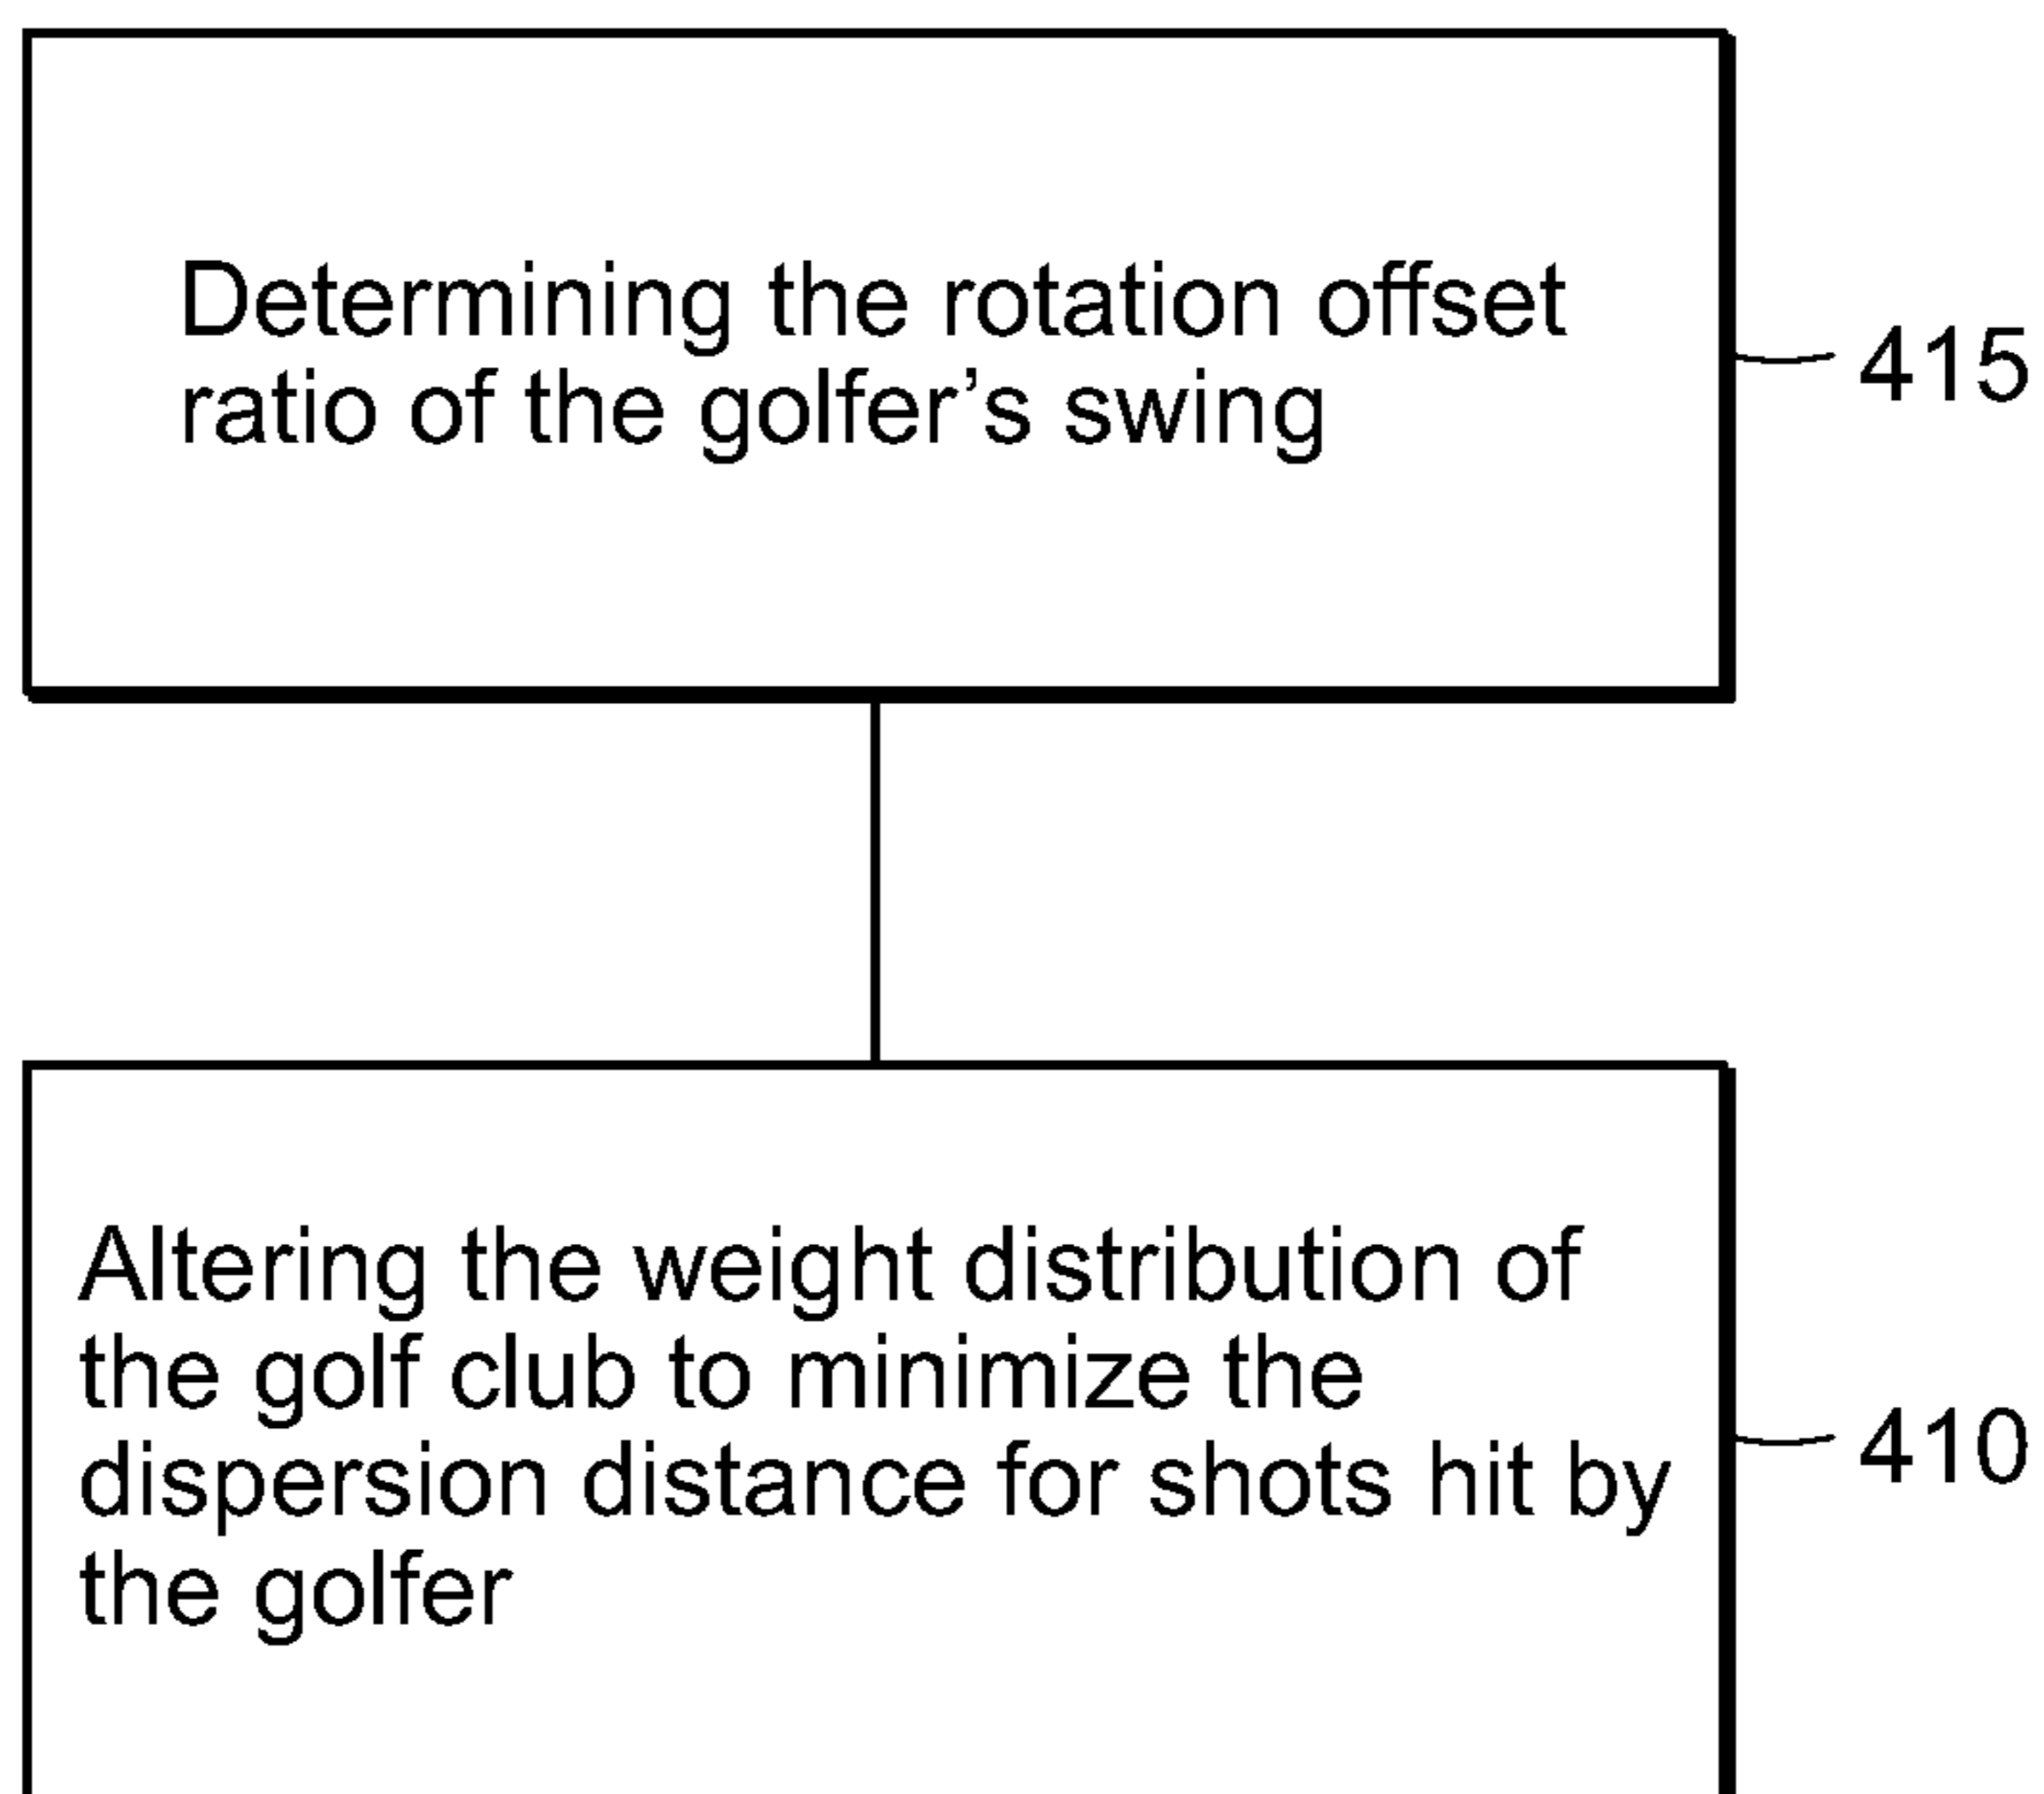 Determining the rotation offset
ratio of the golfer’s swing
415
Altering the weight distribution of
the golf club to minimize the
dispersion distance for shots hit by
the golfer
410